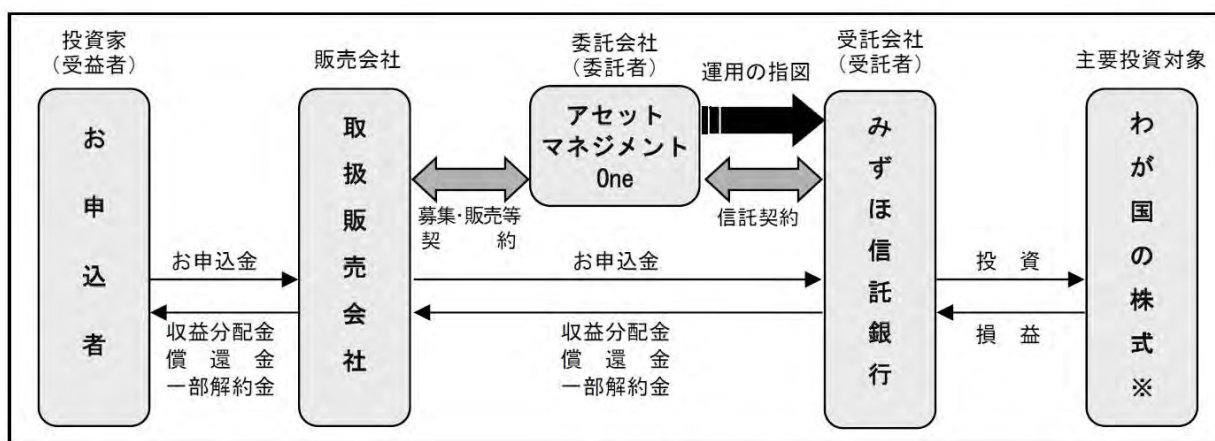 投資家
（受益者）
お申込者
販売会社
取扱販売会社
委託会社
（委託者）
アセット
マネジメント
One
運用の指図
受託会社
（受託者）
みずほ信託銀行
主要投資対象
わが国の株式※
募集・販売等
契　　約
信託契約
お申込金
収益分配金
償　還　金
一部解約金
お申込金
収益分配金
償　還　金
一部解約金
投　資
損　益